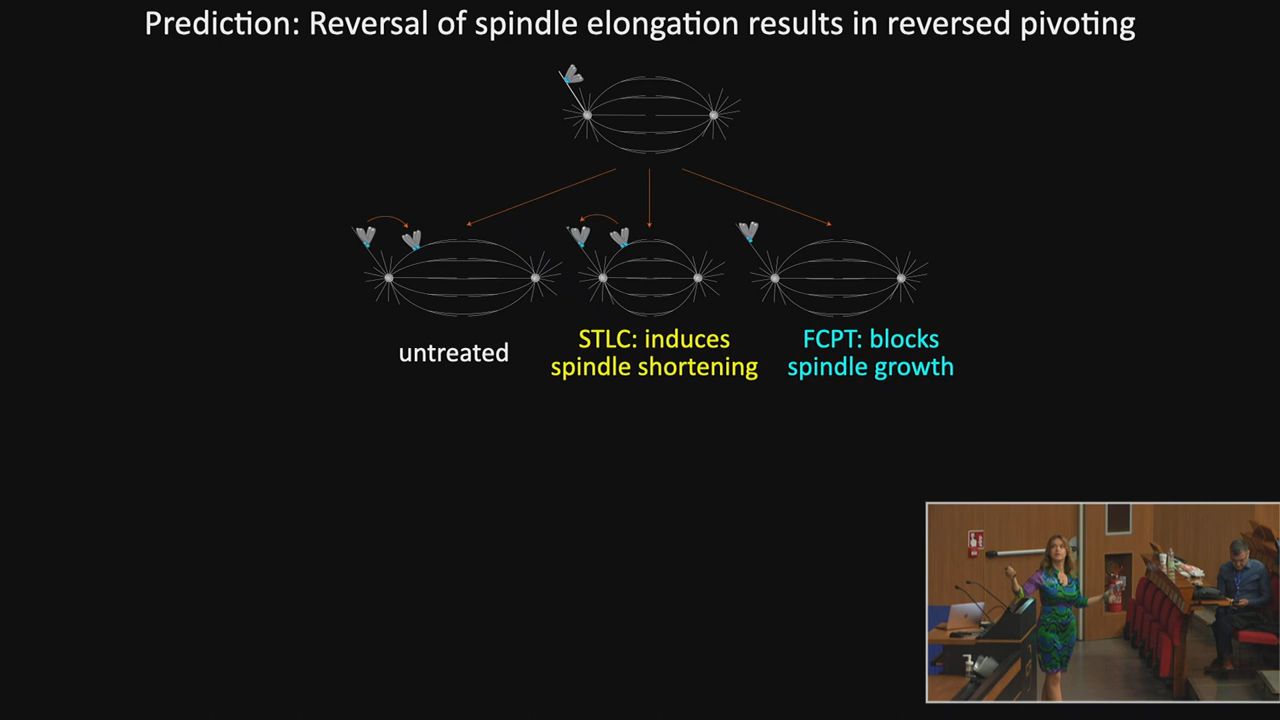 Prediction: Reversal of spindle elongation results in reversed pivoting
untreated
STLC: induces
spindle shortening
FCPT: blocks
spindle growth